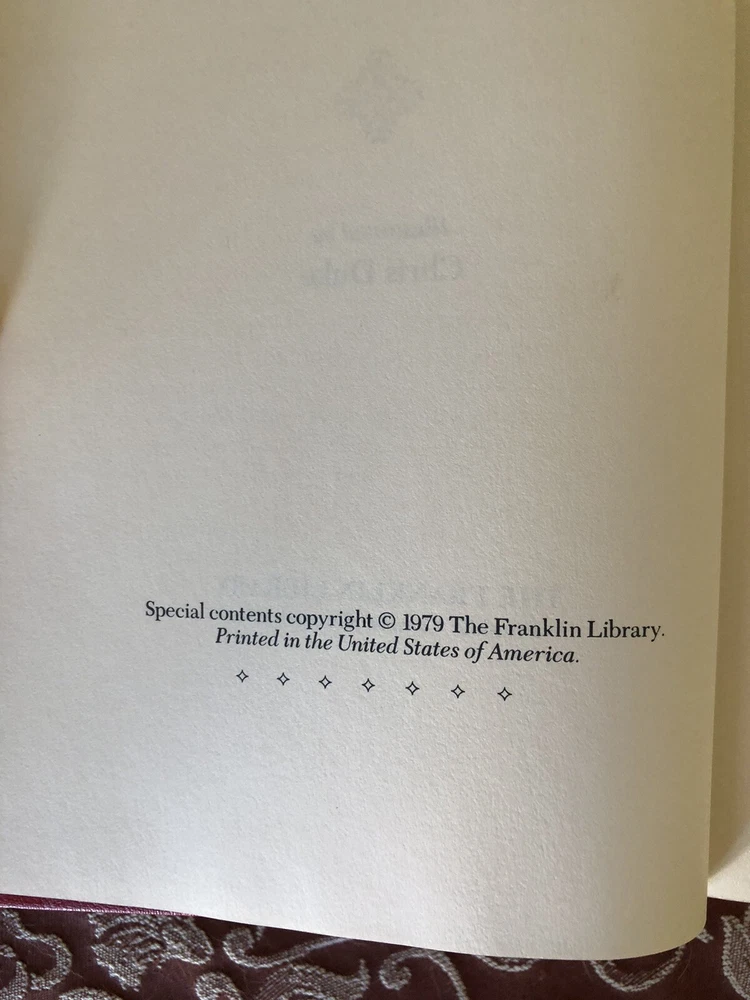 Special contents copyright © 1979 The Franklin Library.
Printed in the United States of America.